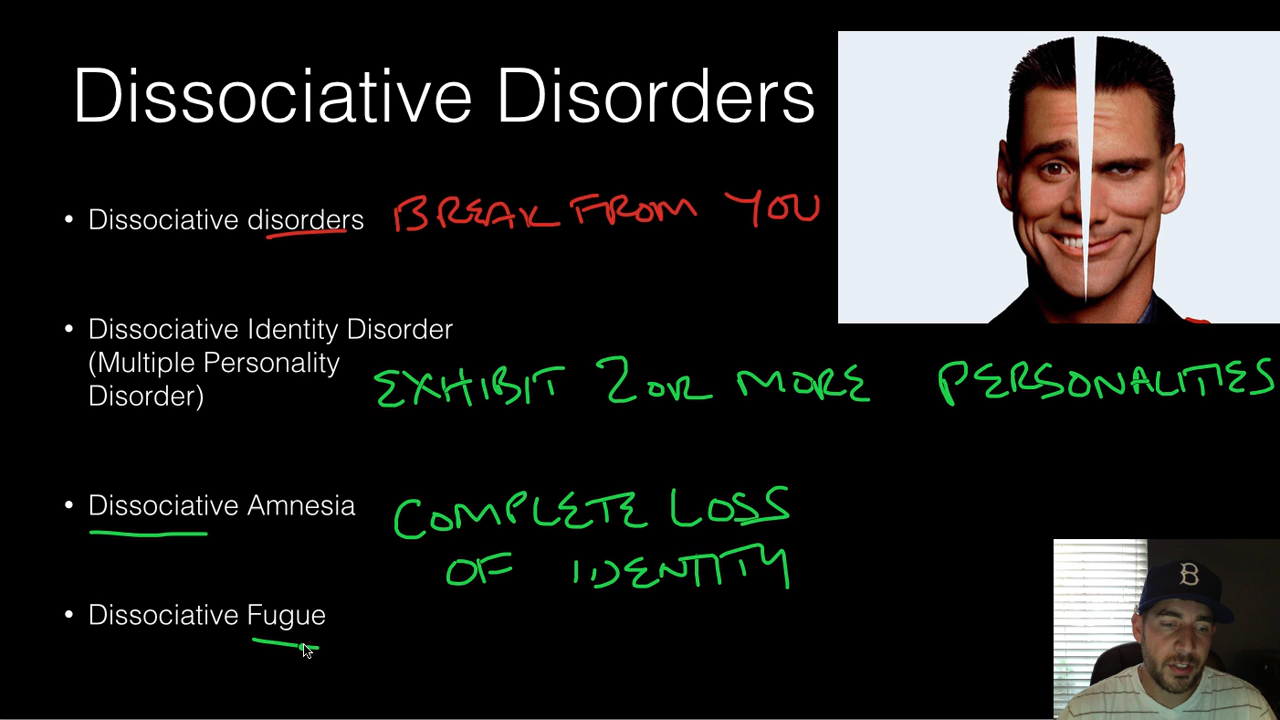 Dissociative Disorders
• Dissociative disorders BREAK FROM YOU
• Dissociative Identity Disorder
(Multiple Personality
Disorder) EXHIBIT 2 OR MORE PERSONALITIES
• Dissociative Amnesia COMPLETE LOSS
OF IDENTITY
• Dissociative Fugue
B